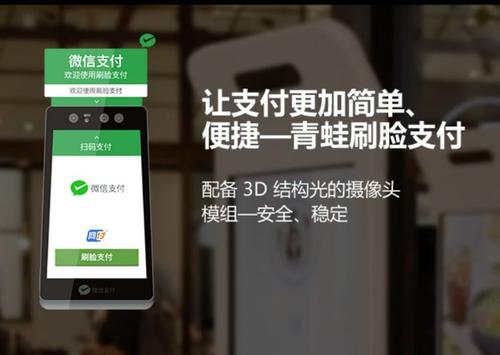 微信支付
欢迎使用刷脸支付
欢迎使用刷脸支付
扫码支付
微信支付
刷脸支付
微信支付
让支付更加简单、
便捷—青蛙刷脸支付
配备 3D 结构光的摄像头
模组—安全、稳定